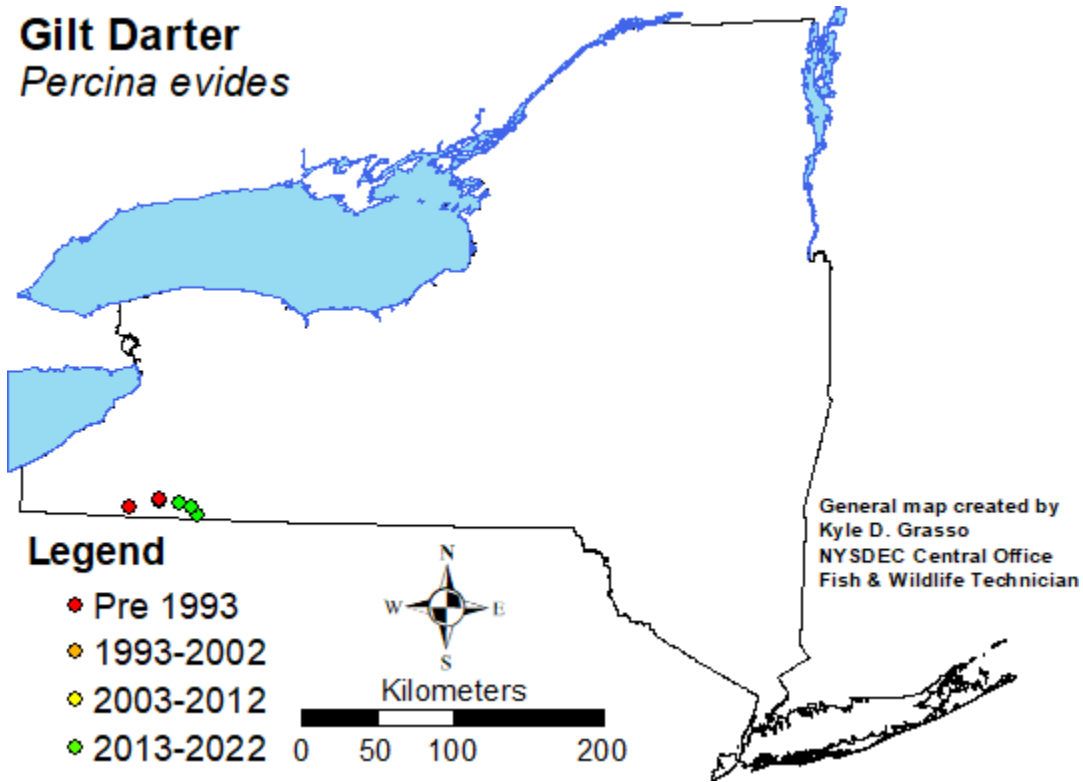 Gilt Darter
Percina evides
General map created by
Kyle D. Grasso
NYSDEC Central Office
Fish & Wildlife Technician
Legend
Pre 1993
1993-2002
2003-2012
2013-2022
N
W E
S
Kilometers
0 50 100 200